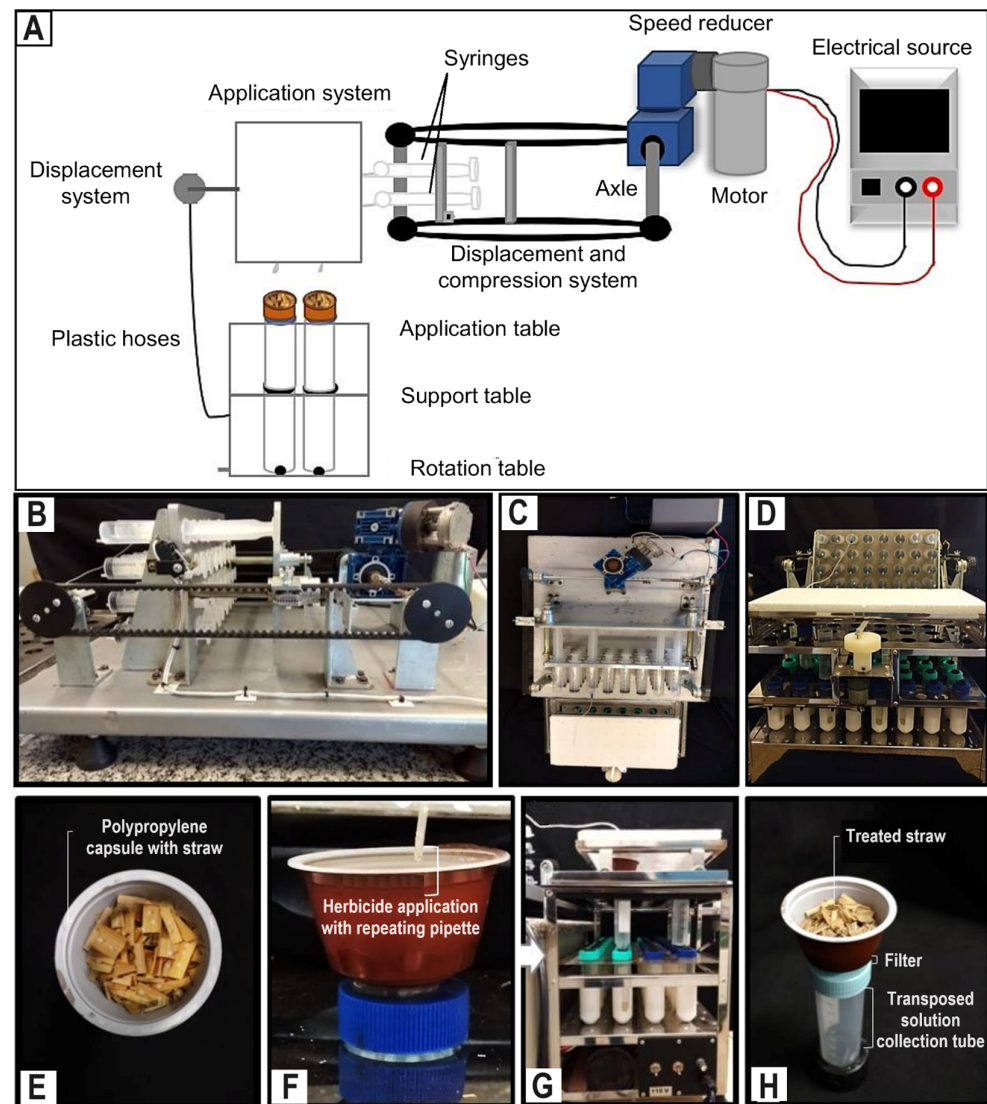 A
Speed reducer
Electrical source
Syringes
Application system
Displacement
system
Axle
Motor
Displacement and
compression system
Plastic hoses
Application table
Support table
Rotation table
B
C
D
Polypropylene
capsule with straw
E
Herbicide application
with repeating pipette
F
G
110V
Treated straw
Filter
Transposed
solution
collection tube
H